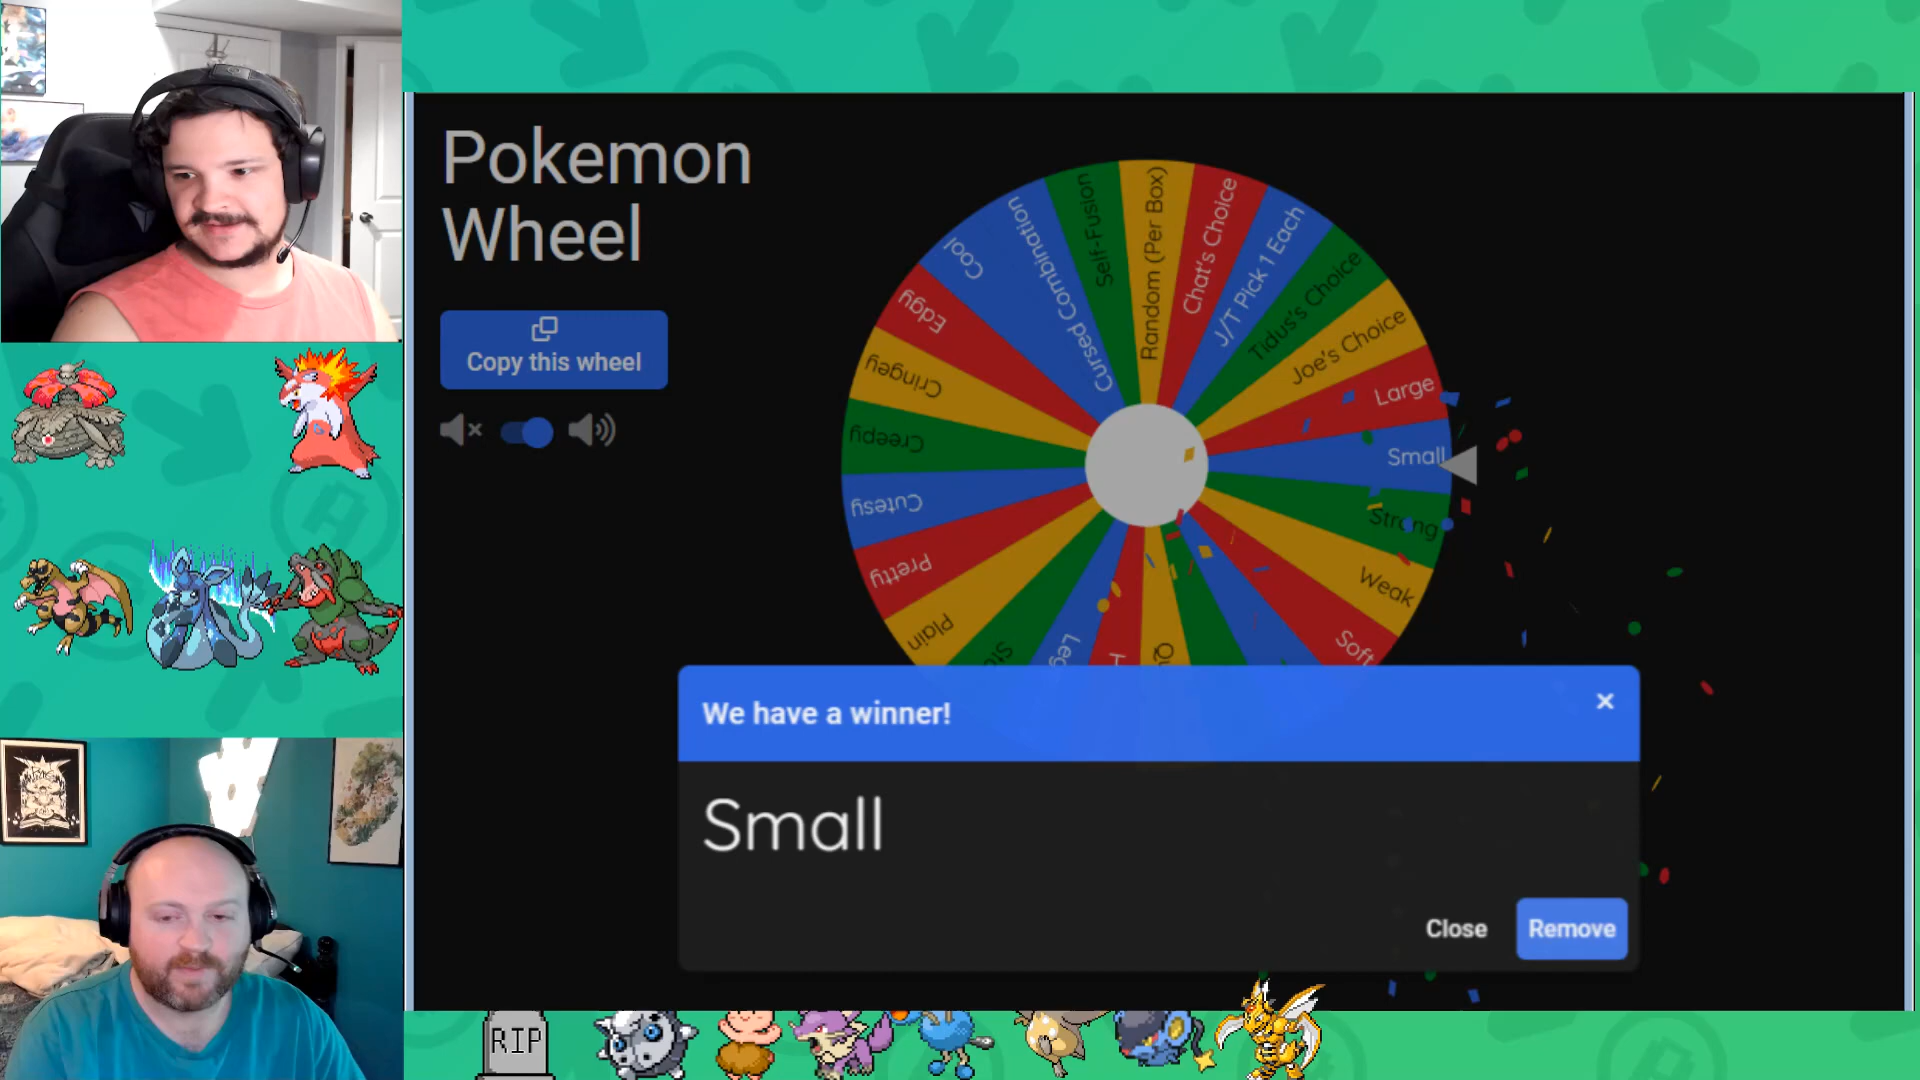 Pokemon
Wheel
Copy this wheel
Cool
Cursed Combination
Self-Fusion
Random (Per Box)
Chat's Choice
J/T Pick 1 Each
Tidus's Choice
Joe's Choice
Large
Small
Strong
Weak
Soft
Edgy
Cringey
Creepy
Cutesy
Pretty
Plain
We have a winner!
Small
Close
Remove
RIP